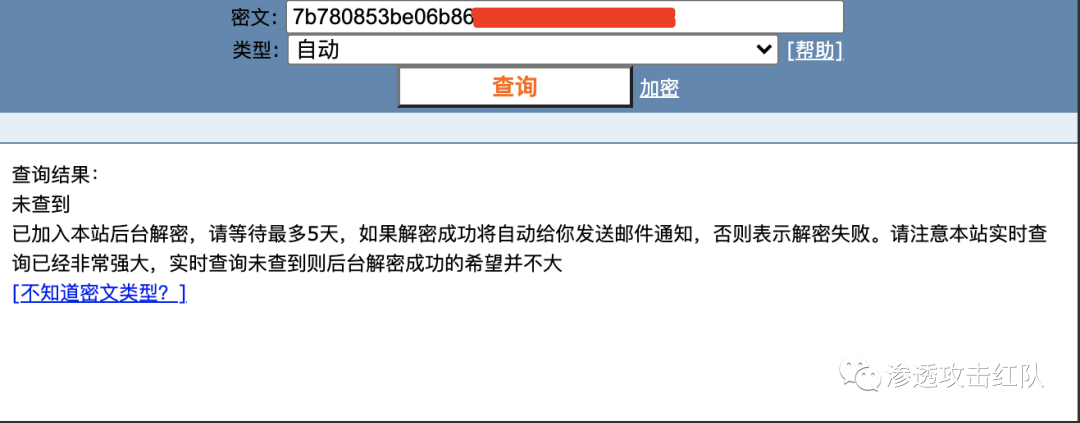 密文： 7b780853be06b86
类型： 自动 [帮助]
查询 加密
查询结果：
未查到
已加入本站后台解密，请等待最多5天，如果解密成功将自动给你发送邮件通知，否则表示解密失败。请注意本站实时查
询已经非常强大，实时查询未查到则后台解密成功的希望并不大
[不知道密文类型？]
渗透攻击红队